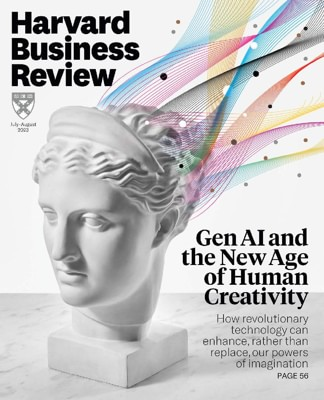 Harvard
Business
Review
July–August
2023
Gen AI and
the New Age
of Human
Creativity
How revolutionary
technology can
enhance, rather than
replace, our powers
of imagination
PAGE 56